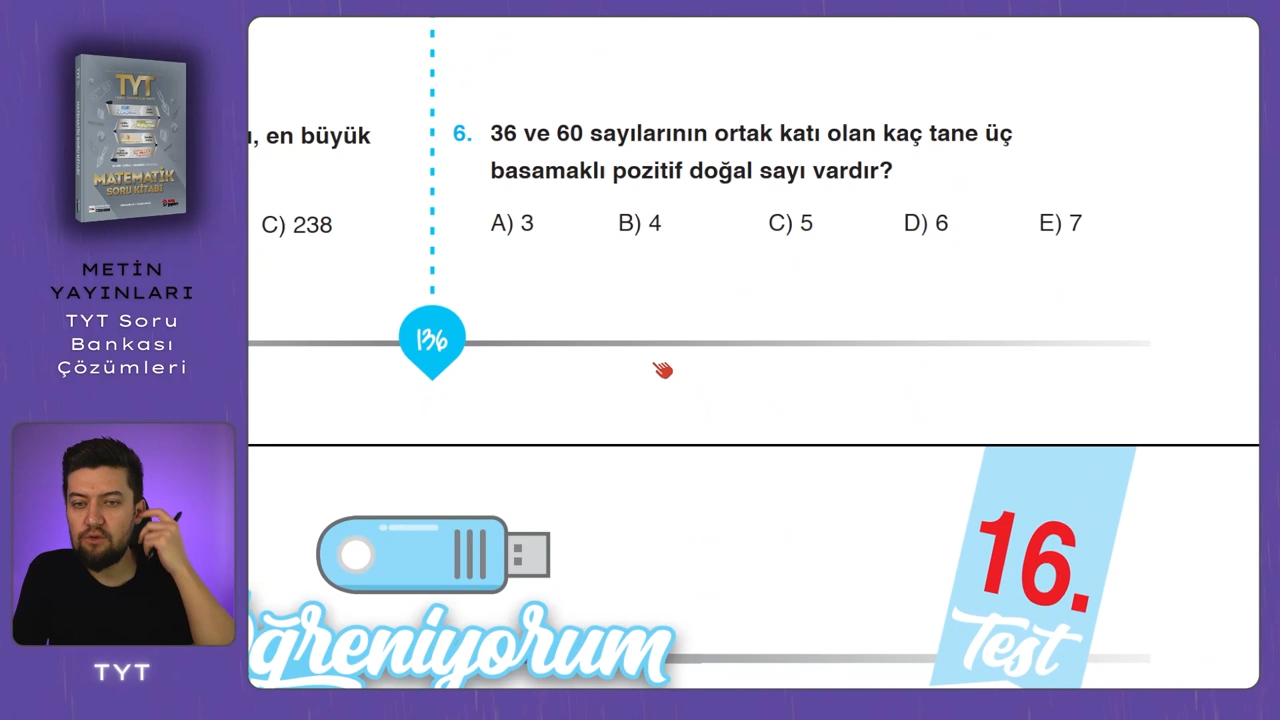 TYT
MATEMATİK
SORU KİTABI
METİN
YAYINLARI
TYT Soru
Bankası
Çözümleri
TYT
, en büyük
C) 238
6. 36 ve 60 sayılarının ortak katı olan kaç tane üç
basamaklı pozitif doğal sayı vardır?
A) 3 B) 4 C) 5 D) 6 E) 7
136
öğreniyorum
16.
Test